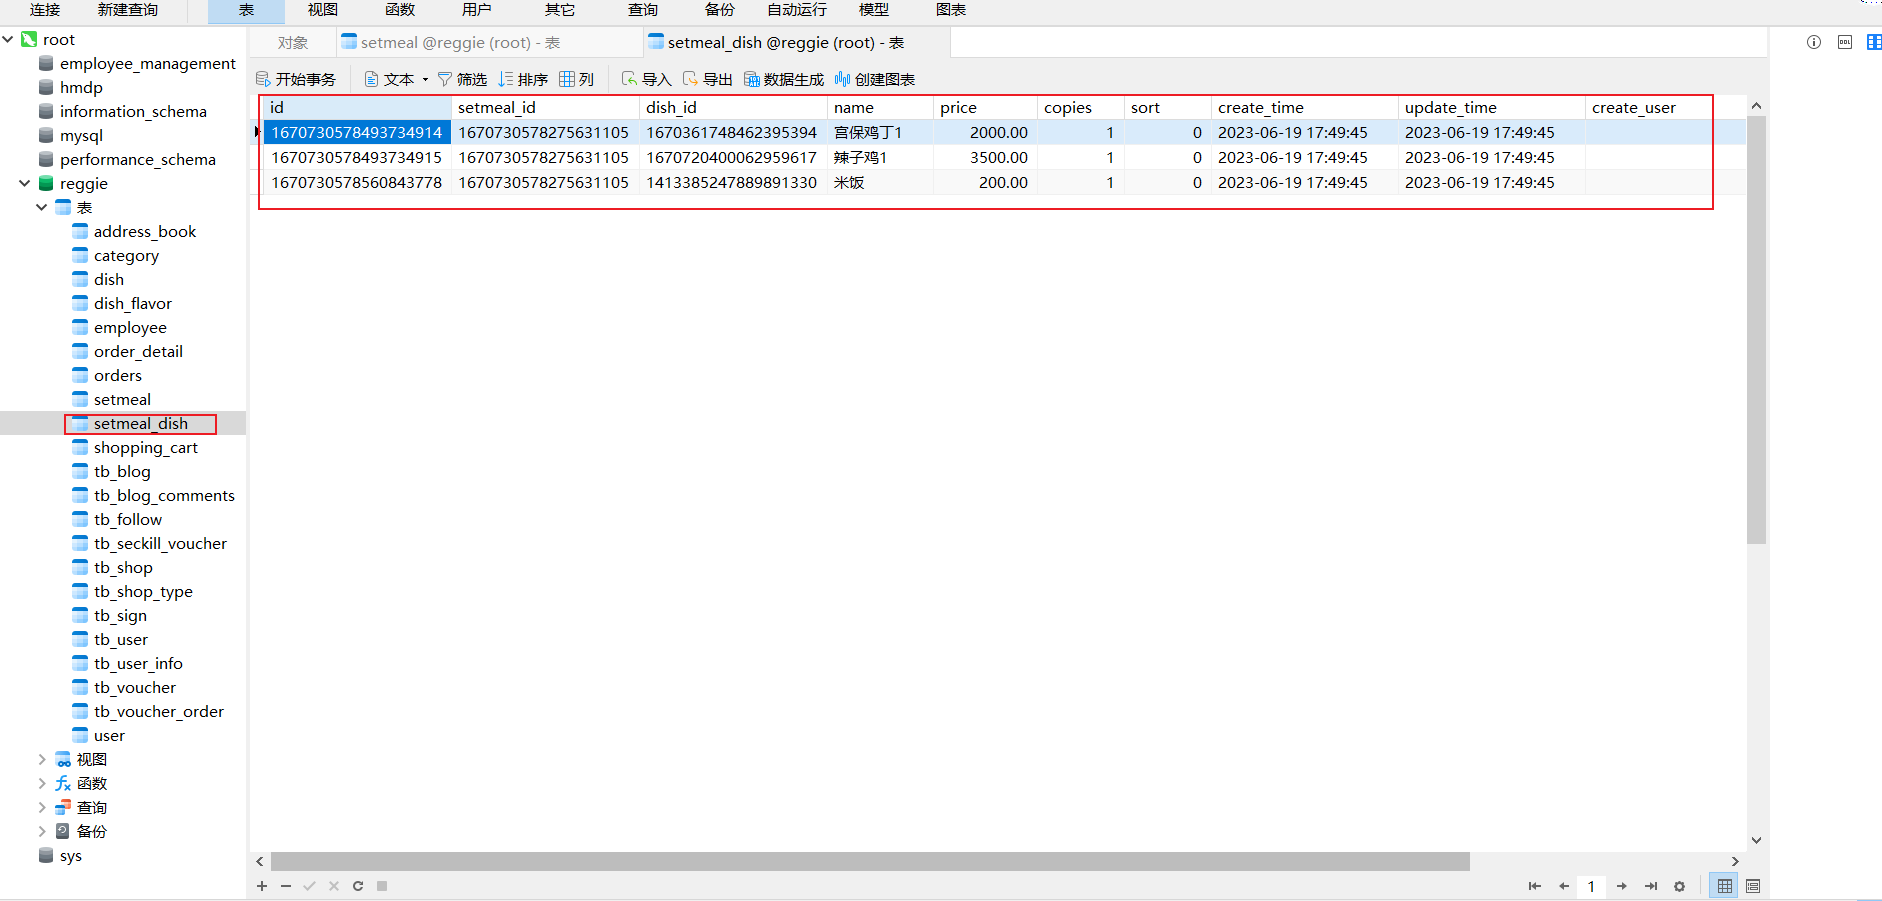 连接 新建查询 表 视图 函数 用户 其它 查询 备份 自动运行 模型 图表
root
employee_management
hmdp
information_schema
mysql
performance_schema
reggie
表
address_book
category
dish
dish_flavor
employee
order_detail
orders
setmeal
setmeal_dish
shopping_cart
tb_blog
tb_blog_comments
tb_follow
tb_seckill_voucher
tb_shop
tb_shop_type
tb_sign
tb_user
tb_user_info
tb_voucher
tb_voucher_order
user
视图
函数
查询
备份
sys
对象 setmeal @reggie (root) - 表 setmeal_dish @reggie (root) - 表
开始事务 文本 筛选 排序 列 导入 导出 数据生成 创建图表
id setmeal_id dish_id name price copies sort create_time update_time create_user
1670730578493734914 1670730578275631105 1670361748462395394 宫保鸡丁1 2000.00 1 0 2023-06-19 17:49:45 2023-06-19 17:49:45
1670730578493734915 1670730578275631105 1670720400062959617 辣子鸡1 3500.00 1 0 2023-06-19 17:49:45 2023-06-19 17:49:45
1670730578560843778 1670730578275631105 1413385247889891330 米饭 200.00 1 0 2023-06-19 17:49:45 2023-06-19 17:49:45
1